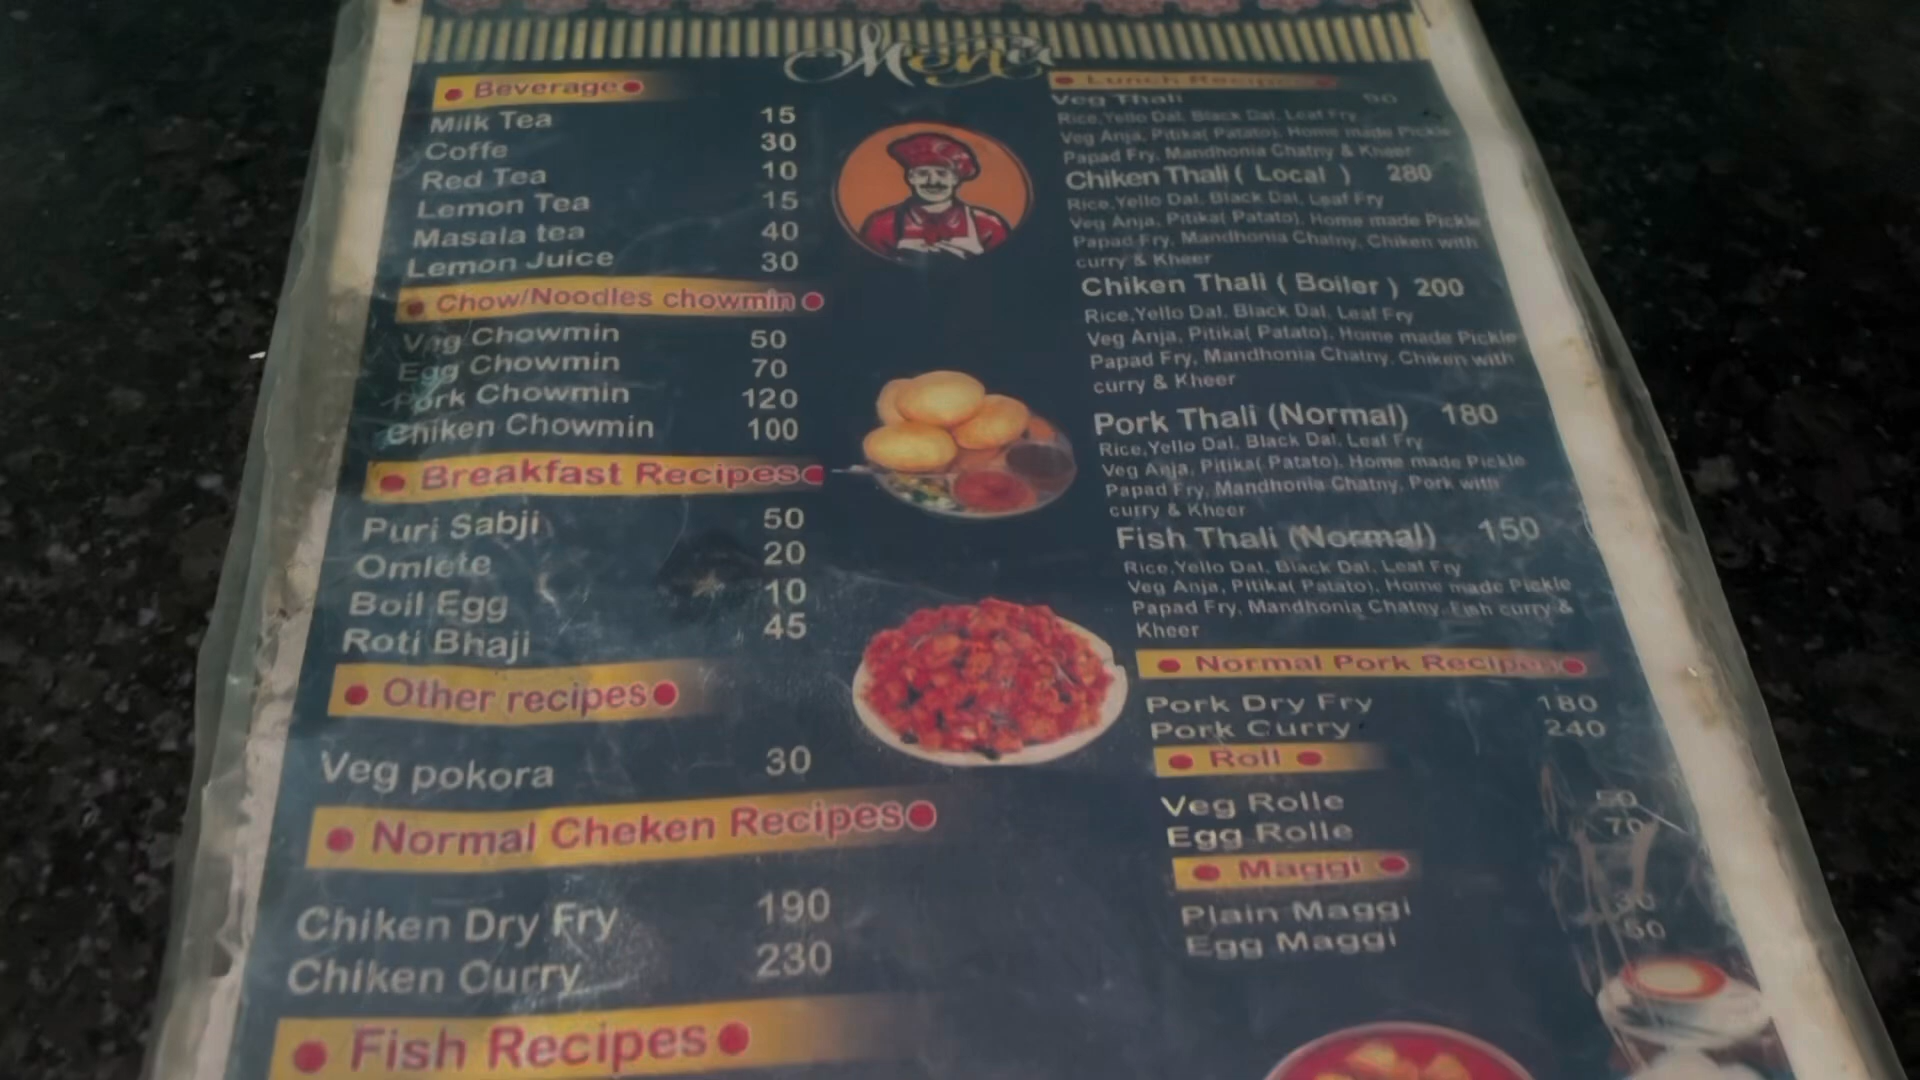 Menu
Beverage
Milk Tea 15
Coffe 30
Red Tea 10
Lemon Tea 15
Masala tea 40
Lemon Juice 30
Chow/Noodles chowmin
Veg Chowmin 50
Egg Chowmin 70
Pork Chowmin 120
Chiken Chowmin 100
Breakfast Recipes
Puri Sabji 50
Omlete 20
Boil Egg 10
Roti Bhaji 45
Other recipes
Veg pokora 30
Normal Cheken Recipes
Chiken Dry Fry 190
Chiken Curry 230
Fish Recipes
Lunch Recipes
Veg Thali 90
Rice,Yello Dal, Black Dal, Leaf Fry
Veg Anja, Pitika( Patato), Home made Pickle
Papad Fry, Mandhonia Chatny & Kheer
Chiken Thali ( Local ) 280
Rice,Yello Dal, Black Dal, Leaf Fry
Veg Anja, Pitika( Patato), Home made Pickle
Papad Fry, Mandhonia Chatny, Chiken with
curry & Kheer
Chiken Thali ( Boiler ) 200
Rice,Yello Dal, Black Dal, Leaf Fry
Veg Anja, Pitika( Patato), Home made Pickle
Papad Fry, Mandhonia Chatny, Chiken with
curry & Kheer
Pork Thali (Normal) 180
Rice,Yello Dal, Black Dal, Leaf Fry
Veg Anja, Pitika( Patato), Home made Pickle
Papad Fry, Mandhonia Chatny, Pork with
curry & Kheer
Fish Thali (Normal) 150
Rice,Yello Dal, Black Dal, Leaf Fry
Veg Anja, Pitika( Patato), Home made Pickle
Papad Fry, Mandhonia Chatny, Fish curry &
Kheer
Normal Pork Recipes
Pork Dry Fry 180
Pork Curry 240
Roll
Veg Rolle 50
Egg Rolle 70
Maggi
Plain Maggi 30
Egg Maggi 50